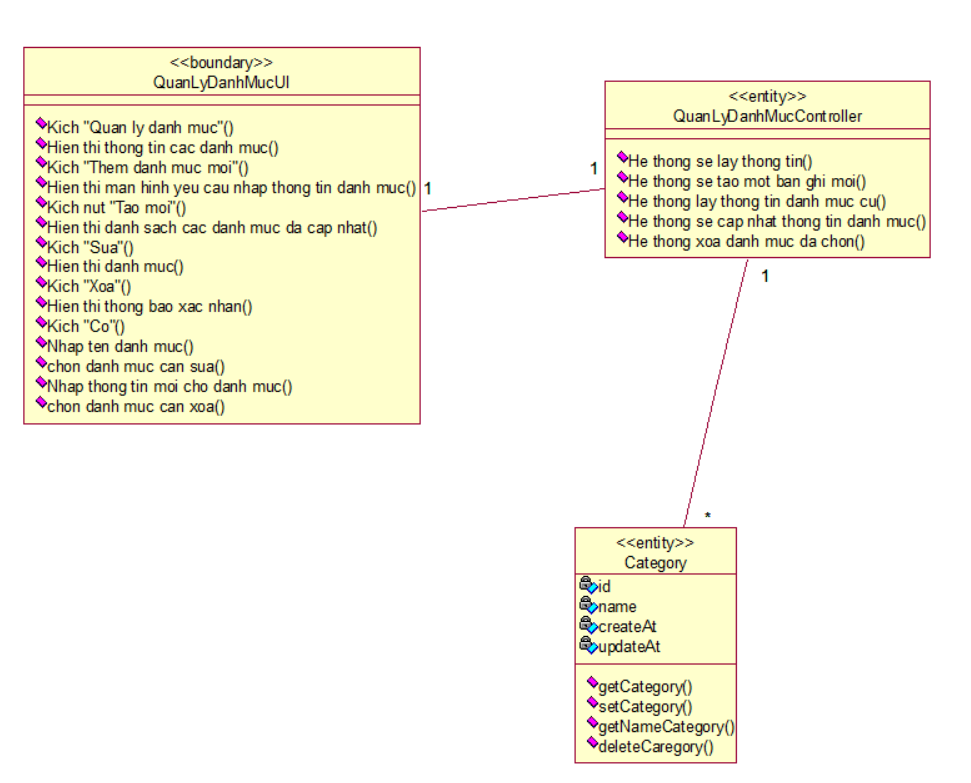 <<boundary>>
QuanLyDanhMucUI
Kich "Quan ly danh muc"()
Hien thi thong tin cac danh muc()
Kich "Them danh muc moi"()
Hien thi man hinh yeu cau nhap thong tin danh muc()
Kich nut "Tao moi"()
Hien thi danh sach cac danh muc da cap nhat()
Kich "Sua"()
Hien thi danh muc()
Kich "Xoa"()
Hien thi thong bao xac nhan()
Kich "Co"()
Nhap ten danh muc()
chon danh muc can sua()
Nhap thong tin moi cho danh muc()
chon danh muc can xoa()
1
1
<<entity>>
QuanLyDanhMucController
He thong se lay thong tin()
He thong se tao mot ban ghi moi()
He thong lay thong tin danh muc cu()
He thong se cap nhat thong tin danh muc()
He thong xoa danh muc da chon()
1
*
<<entity>>
Category
id
name
createAt
updateAt
getCategory()
setCategory()
getNameCategory()
deleteCaregory()